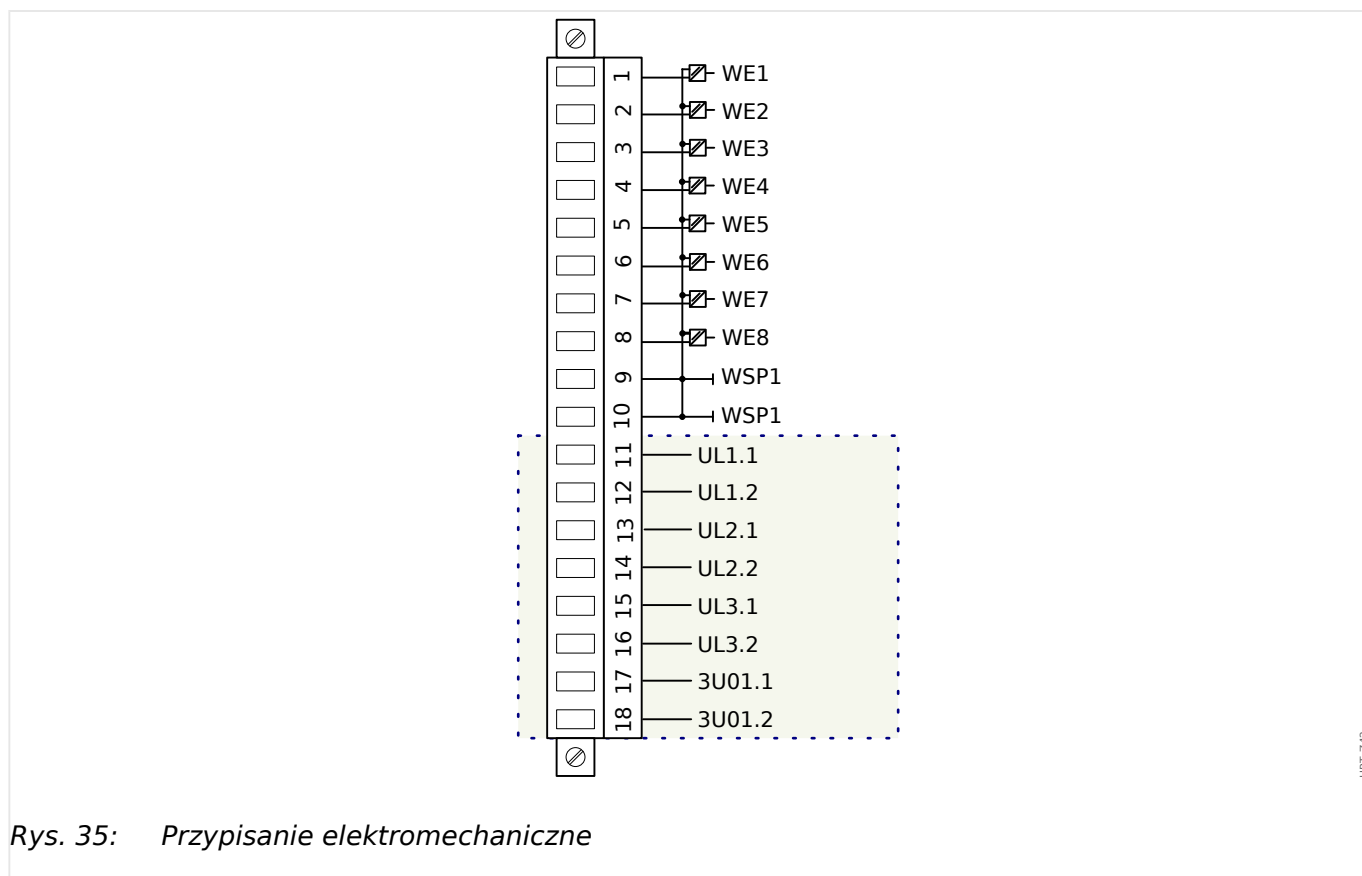 1 WE1
2 WE2
3 WE3
4 WE4
5 WE5
6 WE6
7 WE7
8 WE8
9 WSP1
10 WSP1
11 UL1.1
12 UL1.2
13 UL2.1
14 UL2.2
15 UL3.1
16 UL3.2
17 3U01.1
18 3U01.2
Rys. 35: Przypisanie elektromechaniczne